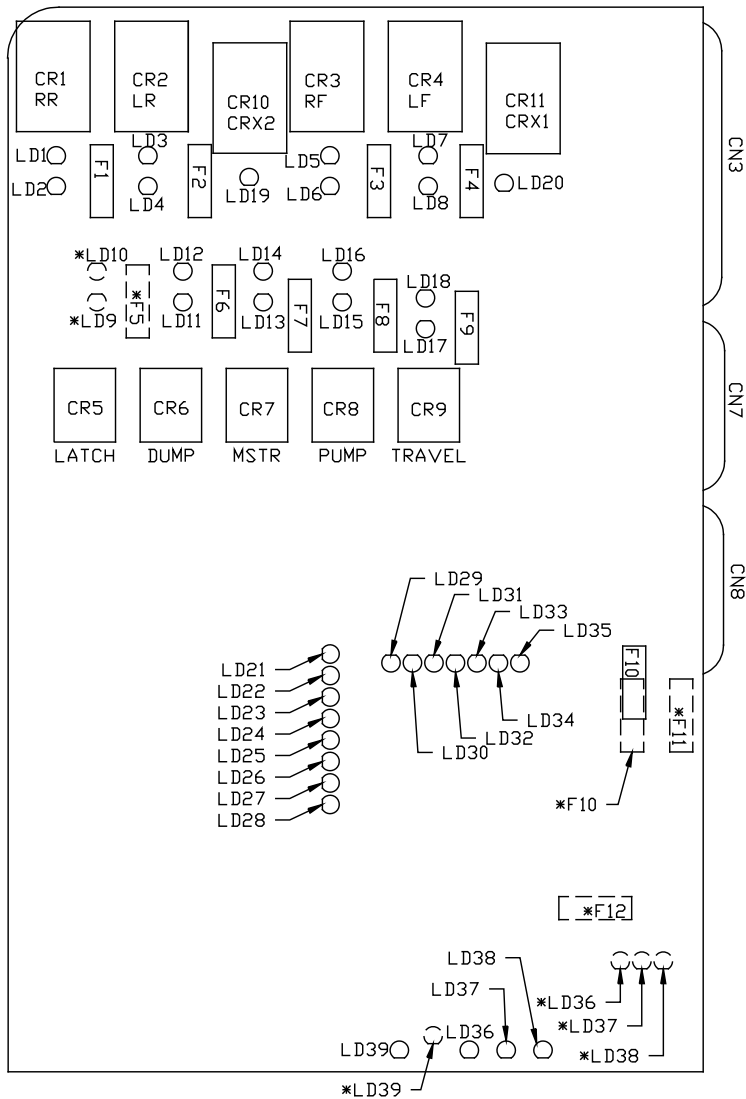 CR1
RR
CR2
LR
CR10
CRX2
CR3
RF
CR4
LF
CR11
CRX1
CN3
LD1
LD2
F1
LD3
LD4
F2
LD19
LD5
LD6
F3
LD7
LD8
F4
LD20
*LD10
*LD9
*F5
LD12
LD11
F6
LD14
LD13
F7
LD16
LD15
F8
LD18
LD17
F9
CN7
CR5
LATCH
CR6
DUMP
CR7
MSTR
CR8
PUMP
CR9
TRAVEL
CN8
LD29
LD31
LD33
LD35
LD21
LD22
LD23
LD24
LD25
LD26
LD27
LD28
LD34
LD32
LD30
F10
*F11
*F10
*F12
LD38
LD37
LD36
LD39
*LD39
*LD36
*LD37
*LD38